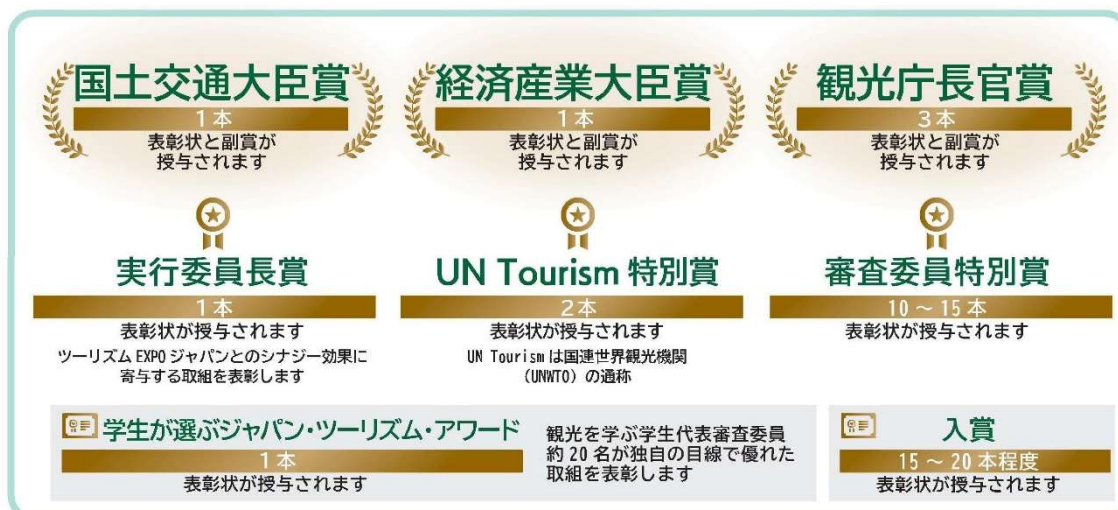 国土交通大臣賞
1本
表彰状と副賞が
授与されます
経済産業大臣賞
1本
表彰状と副賞が
授与されます
観光庁長官賞
3本
表彰状と副賞が
授与されます
実行委員長賞
1本
表彰状が授与されます
ツーリズムEXPOジャパンとのシナジー効果に
寄与する取組を表彰します
UN Tourism 特別賞
2本
表彰状が授与されます
UN Tourismは国連世界観光機関
(UNWTO)の通称
審査委員特別賞
10~15本
表彰状が授与されます
学生が選ぶジャパン・ツーリズム・アワード
1本
表彰状が授与されます
観光を学ぶ学生代表審査委員
約20名が独自の目線で優れた
取組を表彰します
入賞
15~20本程度
表彰状が授与されます